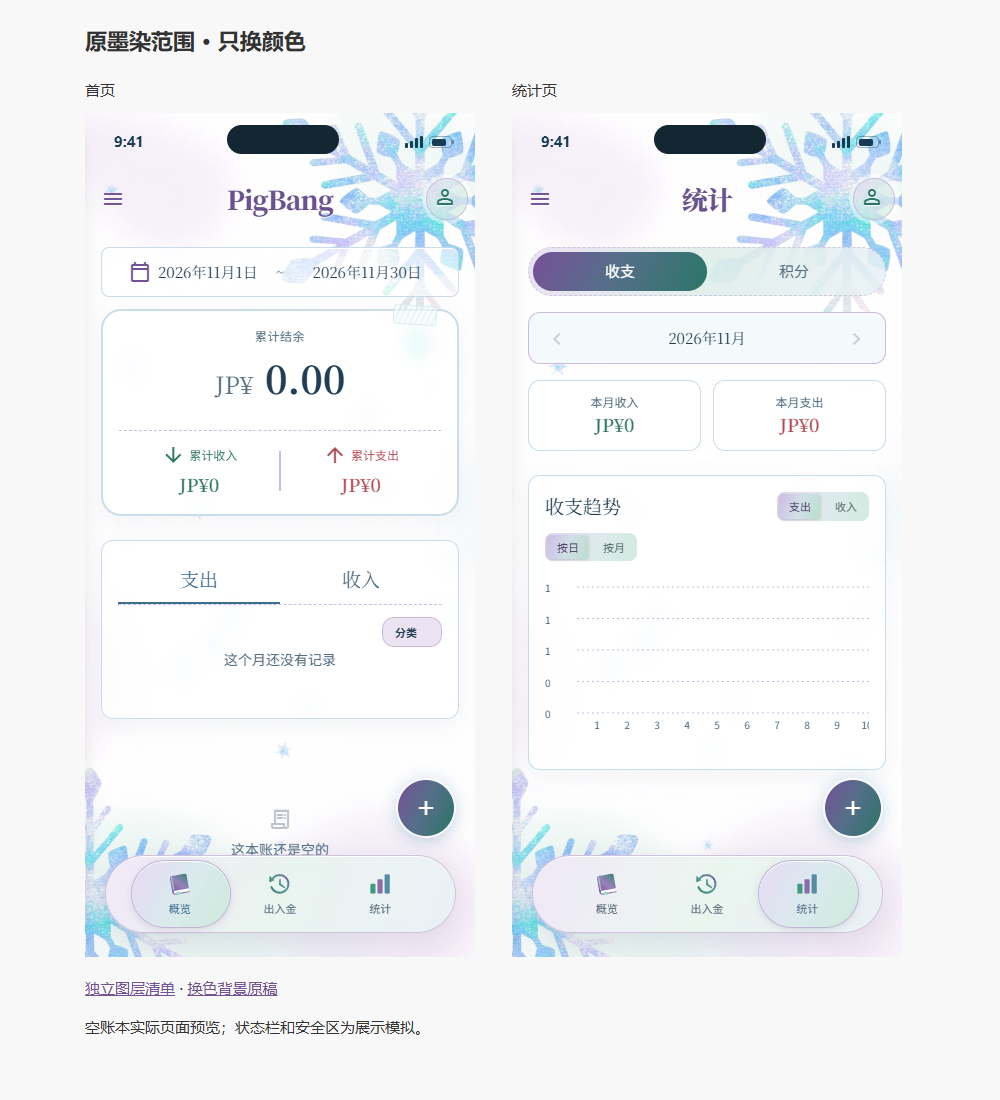 原墨染范围 • 只换颜色
首页
9:41
PigBang
2026年11月1日 ~ 2026年11月30日
累计结余
JP¥ 0.00
累计收入
JP¥0
累计支出
JP¥0
支出 收入
分类
这个月还没有记录
这本账还是空的
+
概览 出入金 统计
统计页
9:41
统计
收支 积分
2026年11月
本月收入
JP¥0
本月支出
JP¥0
收支趋势
支出 收入
按日 按月
1
1
1
0
0
1 2 3 4 5 6 7 8 9 10
+
概览 出入金 统计
独立图层清单 · 换色背景原稿
空账本实际页面预览；状态栏和安全区为展示模拟。